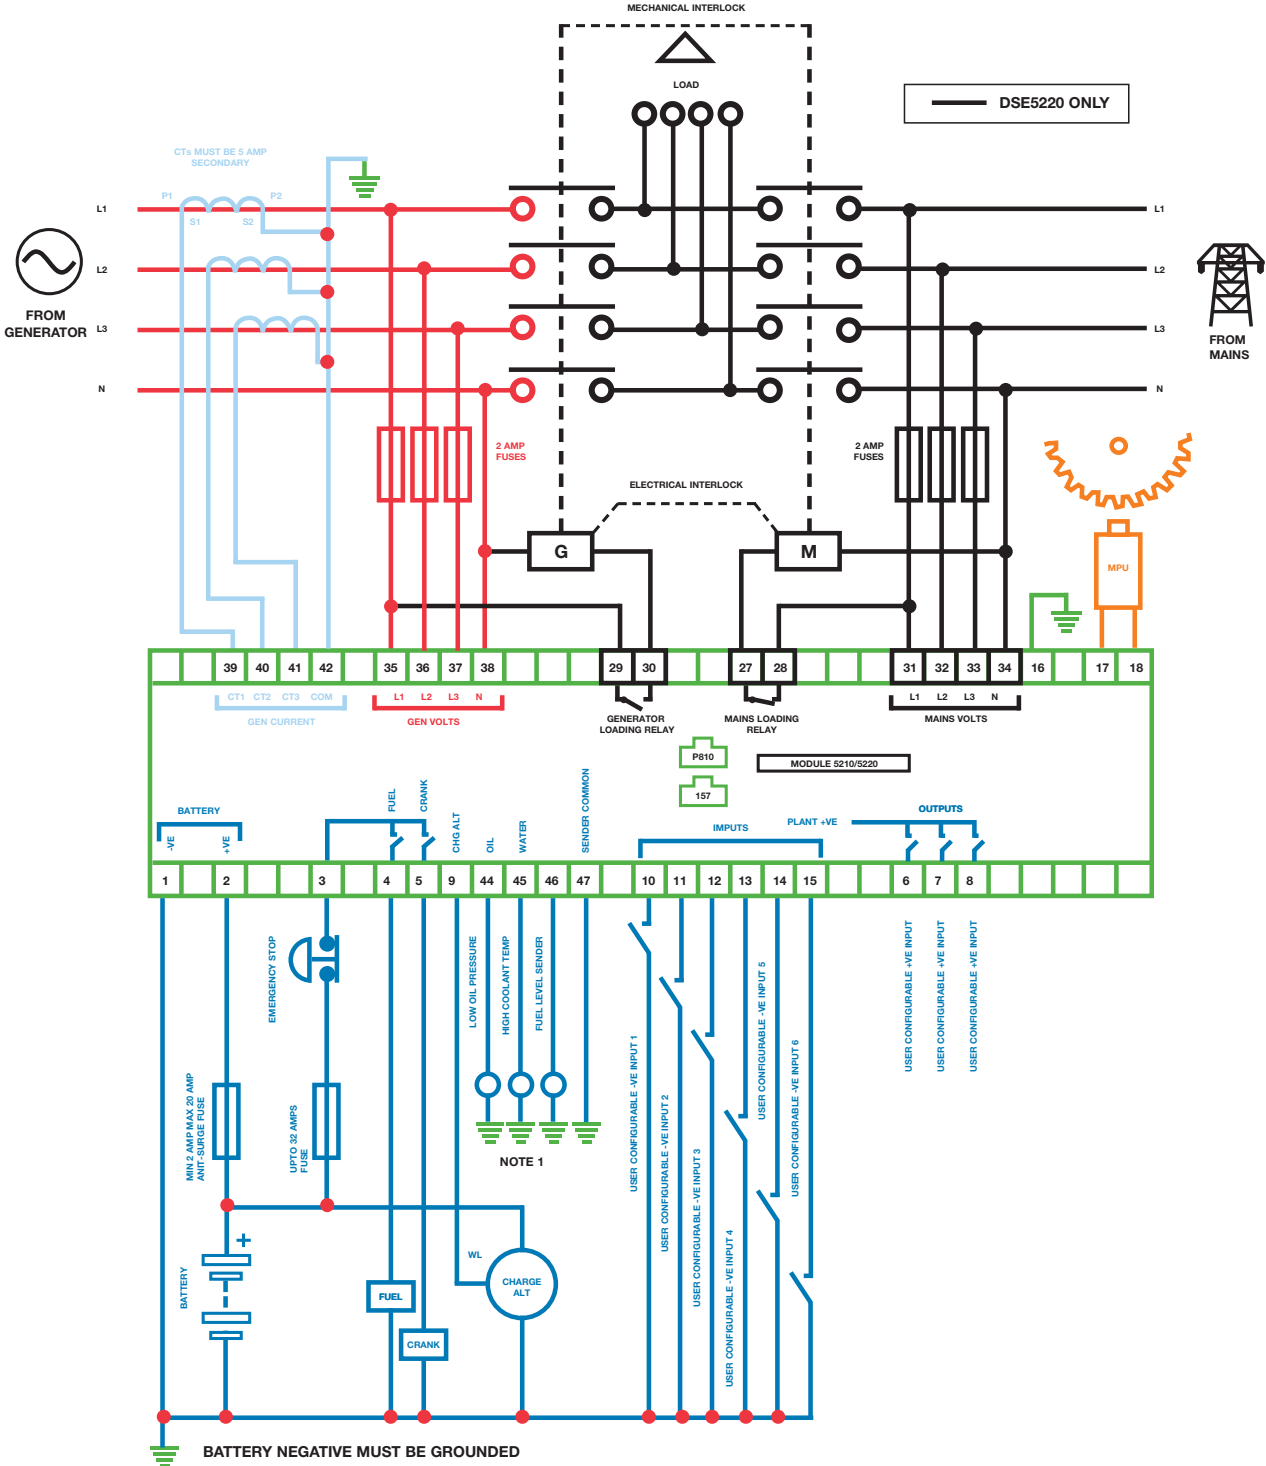 MECHANICAL INTERLOCK
LOAD
DSE5220 ONLY
CTs MUST BE 5 AMP
SECONDARY
P1
P2
S1
S2
L1
L2
L3
N
FROM
GENERATOR
L1
L2
L3
N
FROM
MAINS
2 AMP
FUSES
2 AMP
FUSES
ELECTRICAL INTERLOCK
G
M
MPU
39
40
41
42
35
36
37
38
29
30
27
28
31
32
33
34
16
17
18
CT1
CT2
CT3
COM
GEN CURRENT
L1
L2
L3
N
GEN VOLTS
GENERATOR
LOADING RELAY
MAINS LOADING
RELAY
L1
L2
L3
N
MAINS VOLTS
P810
MODULE 5210/5220
157
BATTERY
-VE
+VE
FUEL
CRANK
CHG ALT
OIL
WATER
SENDER COMMON
IMPUTS
PLANT +VE
OUTPUTS
1
2
3
4
5
9
44
45
46
47
10
11
12
13
14
15
6
7
8
EMERGENCY STOP
LOW OIL PRESSURE
HIGH COOLANT TEMP
FUEL LEVEL SENDER
USER CONFIGURABLE -VE INPUT 1
USER CONFIGURABLE -VE INPUT 2
USER CONFIGURABLE -VE INPUT 3
USER CONFIGURABLE -VE INPUT 4
USER CONFIGURABLE -VE INPUT 5
USER CONFIGURABLE -VE INPUT 6
USER CONFIGURABLE +VE INPUT
USER CONFIGURABLE +VE INPUT
USER CONFIGURABLE +VE INPUT
MIN 2 AMP MAX 20 AMP
ANIT-SURGE FUSE
UPTO 32 AMPS
FUSE
NOTE 1
+
BATTERY
WL
FUEL
CRANK
CHARGE
ALT
BATTERY NEGATIVE MUST BE GROUNDED